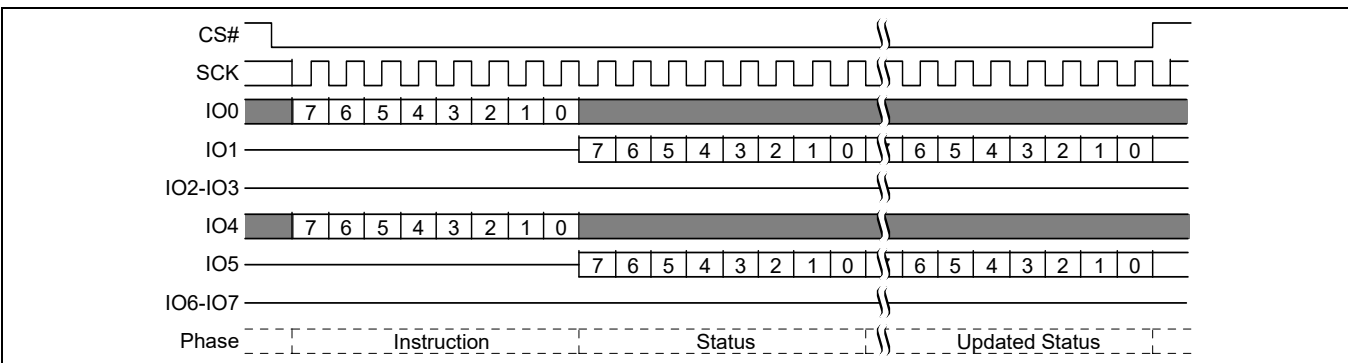 CS#
SCK
IO0 7 6 5 4 3 2 1 0
IO1 7 6 5 4 3 2 1 0 6 5 4 3 2 1 0
IO2-IO3
IO4 7 6 5 4 3 2 1 0
IO5 7 6 5 4 3 2 1 0 6 5 4 3 2 1 0
IO6-IO7
Phase Instruction Status Updated Status